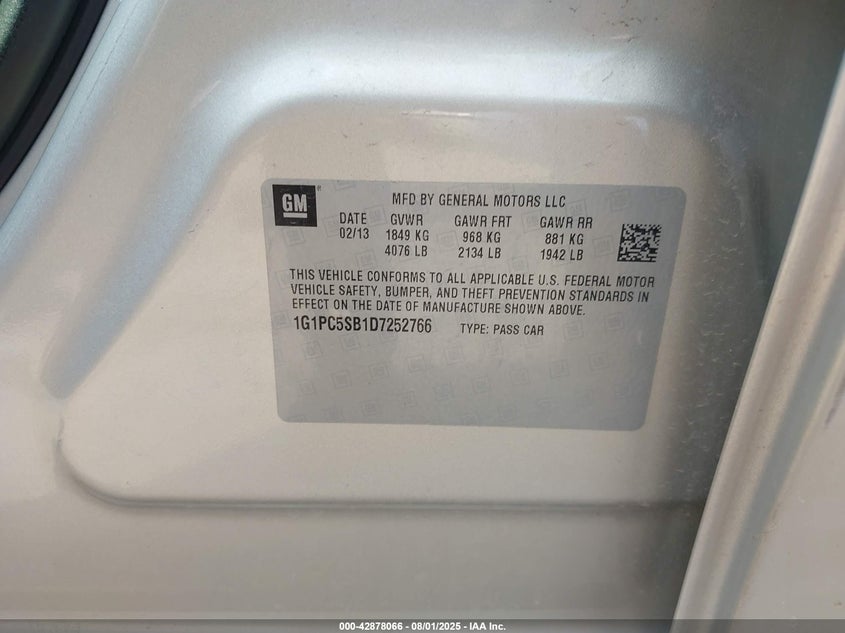 GM
MFD BY GENERAL MOTORS LLC
DATE GVWR GAWR FRT GAWR RR
02/13 1849 KG 968 KG 881 KG
4076 LB 2134 LB 1942 LB
THIS VEHICLE CONFORMS TO ALL APPLICABLE U.S. FEDERAL MOTOR
VEHICLE SAFETY, BUMPER, AND THEFT PREVENTION STANDARDS IN
EFFECT ON THE DATE OF MANUFACTURE SHOWN ABOVE.
1G1PC5SB1D7252766 TYPE: PASS CAR
000-42878066 - 08/01/2025 - IAA Inc.